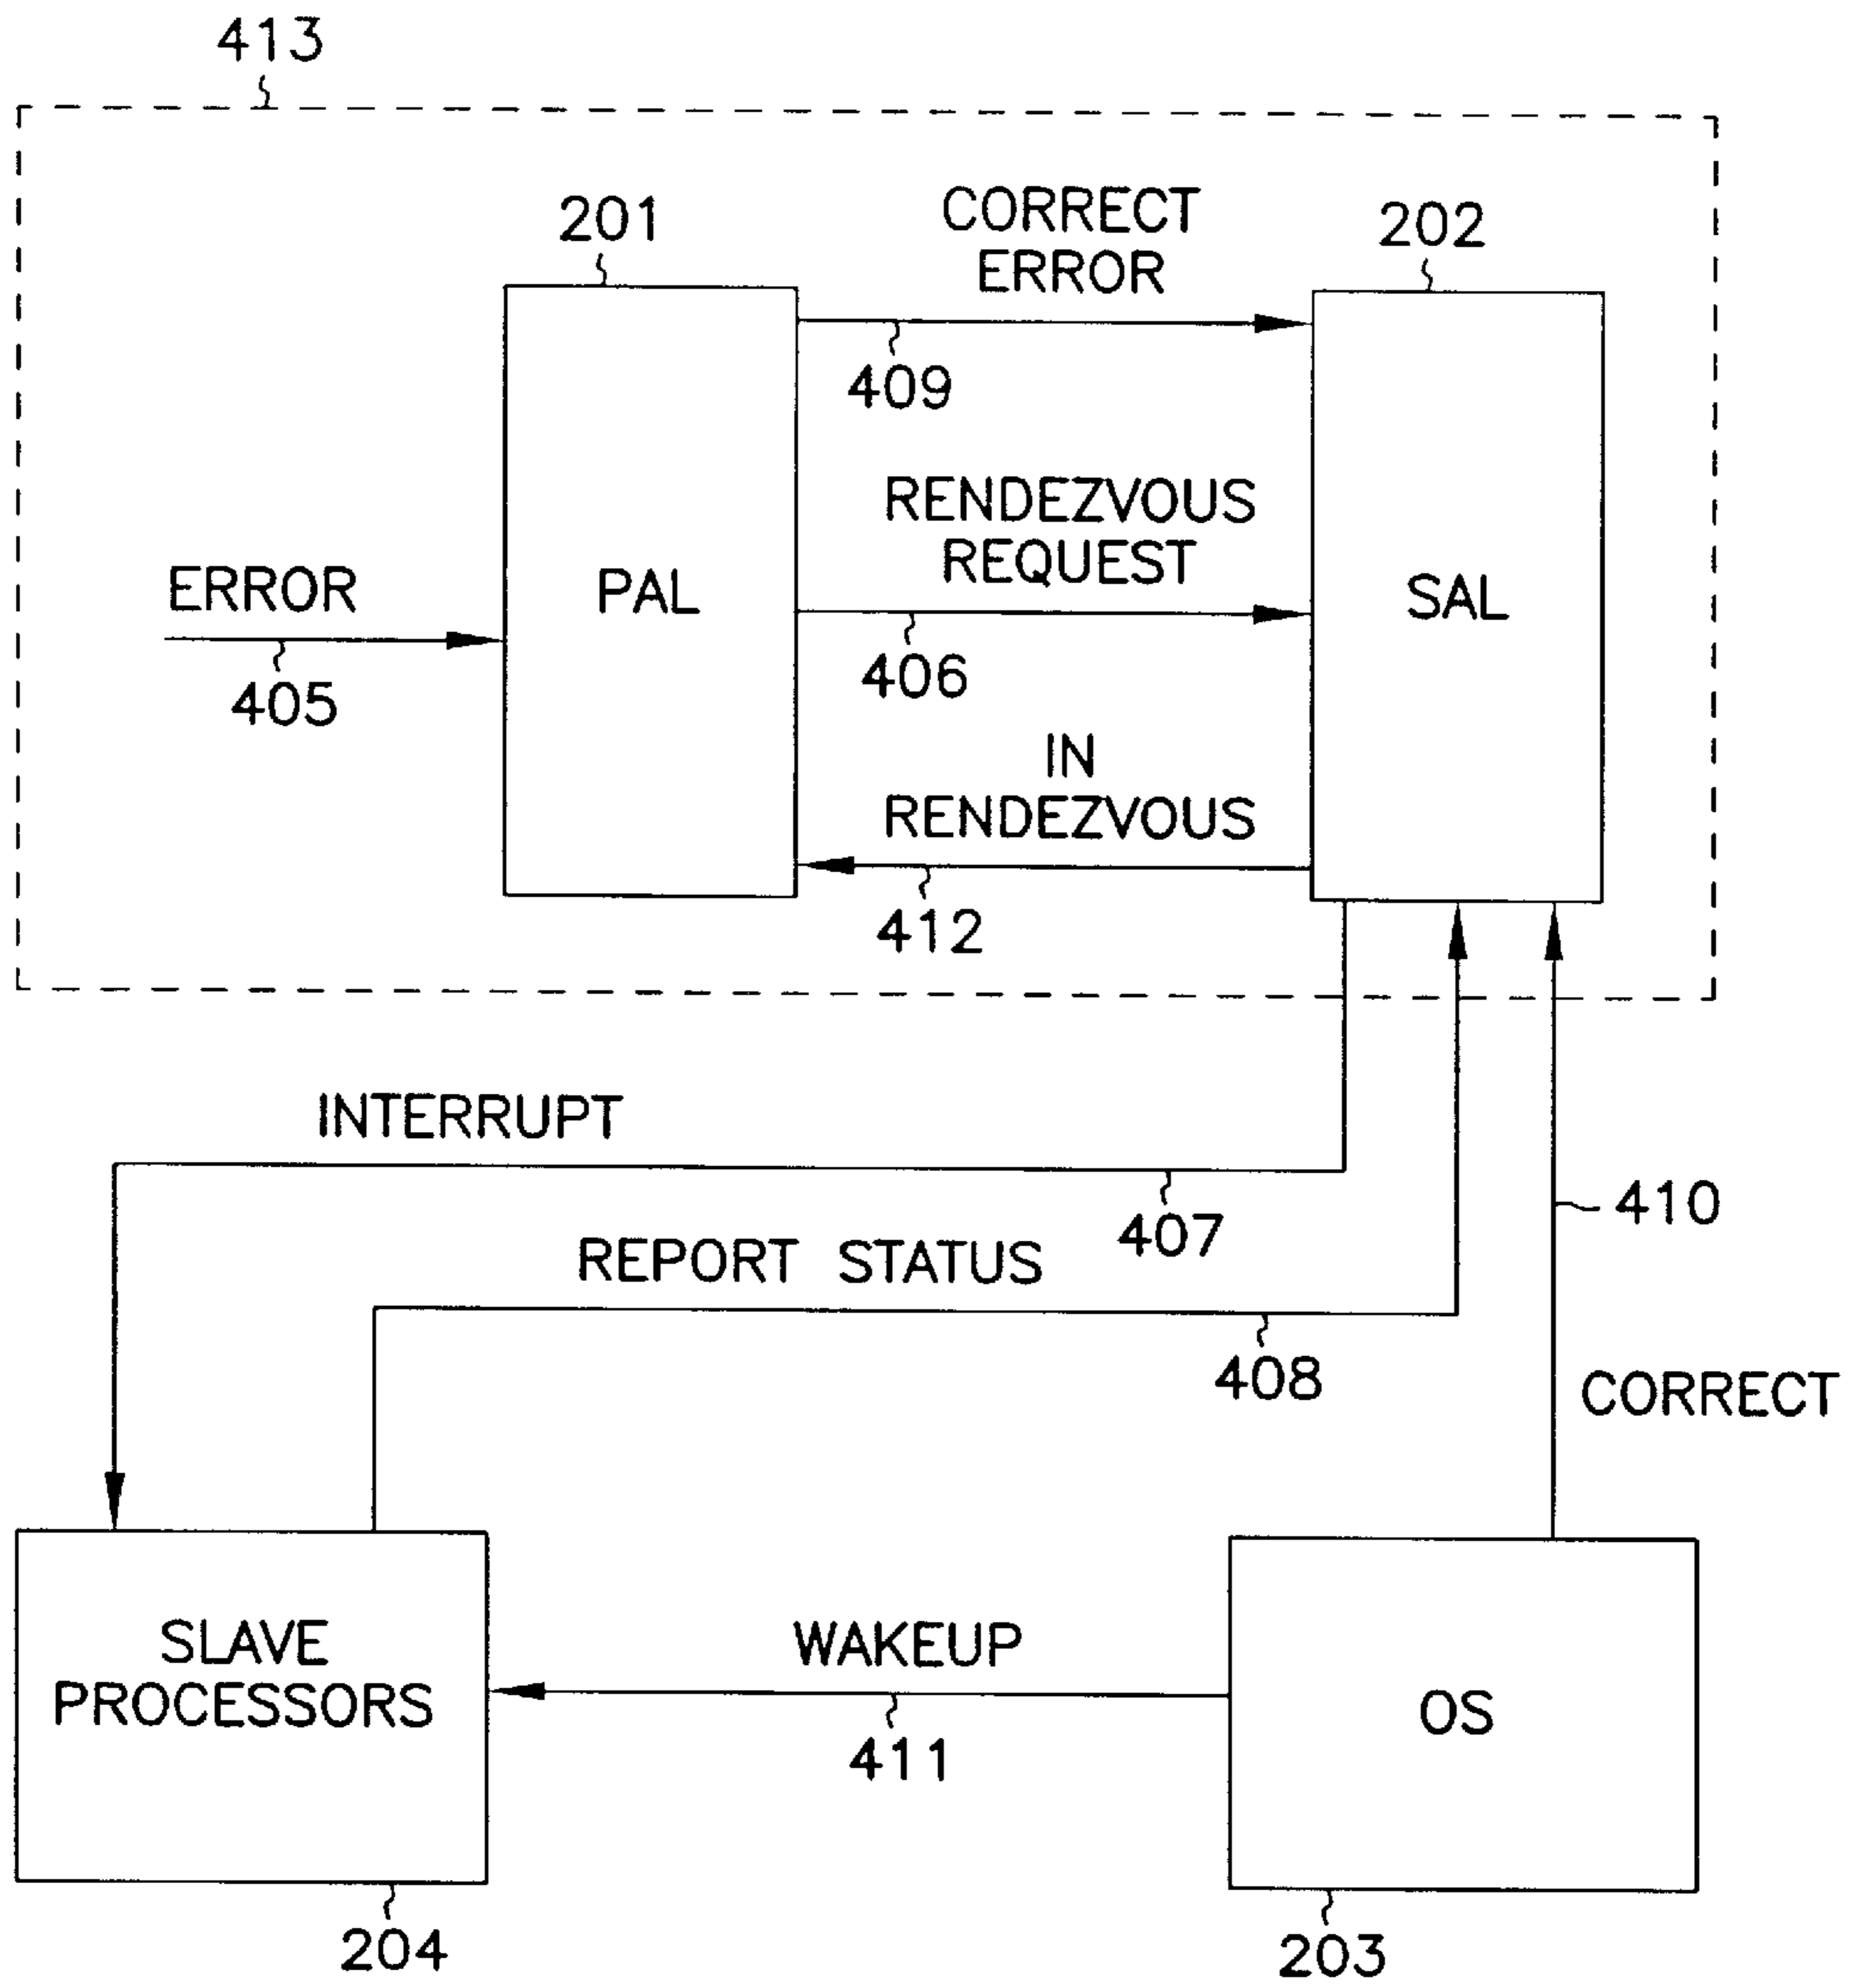 413
201
CORRECT
ERROR
202
409
RENDEZVOUS
REQUEST
ERROR
PAL
SAL
406
405
IN
RENDEZVOUS
412
INTERRUPT
410
407
REPORT STATUS
408
CORRECT
SLAVE
PROCESSORS
WAKEUP
OS
411
204
203